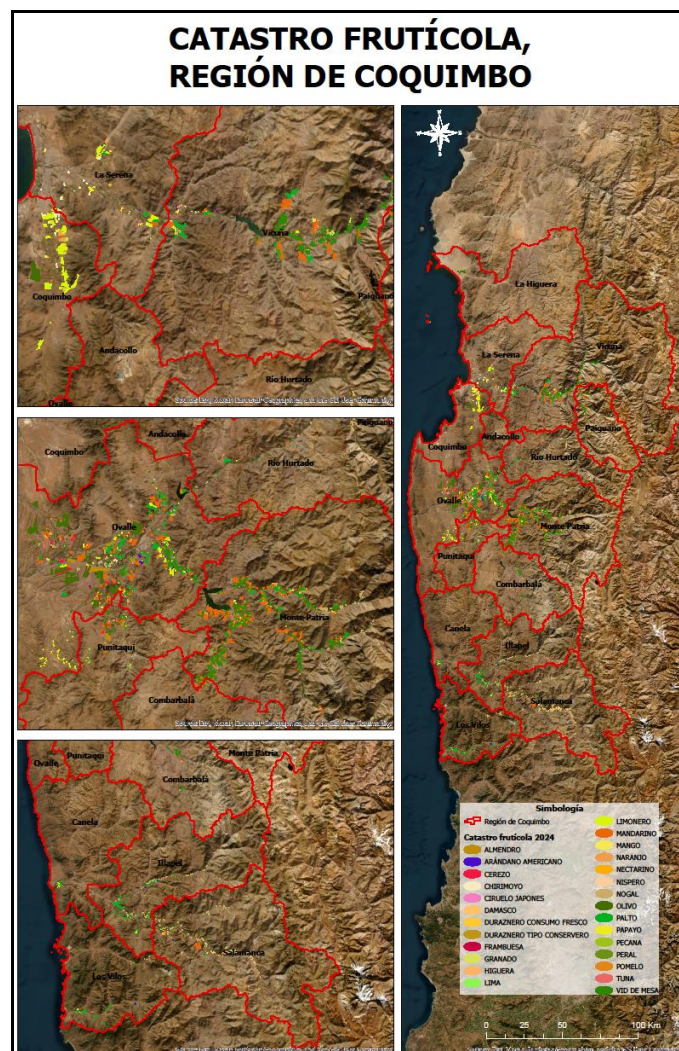 CATASTRO FRUTÍCOLA,
REGIÓN DE COQUIMBO
La Serena
Vicuña
Coquimbo
Paiguano
Andacollo
Río Hurtado
Ovalle
Andacollo
Paiguano
Coquimbo
Río Hurtado
Ovalle
Monte Patria
Punitaqui
Combarbalá
Ovalle
Punitaqui
Monte Patria
Combarbalá
Canela
Illapel
Salamanca
Los Vilos
La Higuera
Vicuña
La Serena
Paiguano
Coquimbo
Andacollo
Río Hurtado
Ovalle
Monte Patria
Punitaqui
Combarbalá
Canela
Illapel
Salamanca
Los Vilos
Simbología
Región de Coquimbo
Catastro frutícola 2024
ALMENDRO
ARÁNDANO AMERICANO
CEREZO
CHIRIMOYO
CIRUELO JAPONES
DAMASCO
DURAZNERO CONSUMO FRESCO
DURAZNERO TIPO CONSERVERO
FRAMBUESA
GRANADO
HIGUERA
LIMA
LIMONERO
MANDARINO
MANGO
NARANJO
NECTARINO
NISPERO
NOGAL
OLIVO
PALTO
PAPAYO
PECANA
PERAL
POMELO
TUNA
VID DE MESA
0 25 50 100 Km